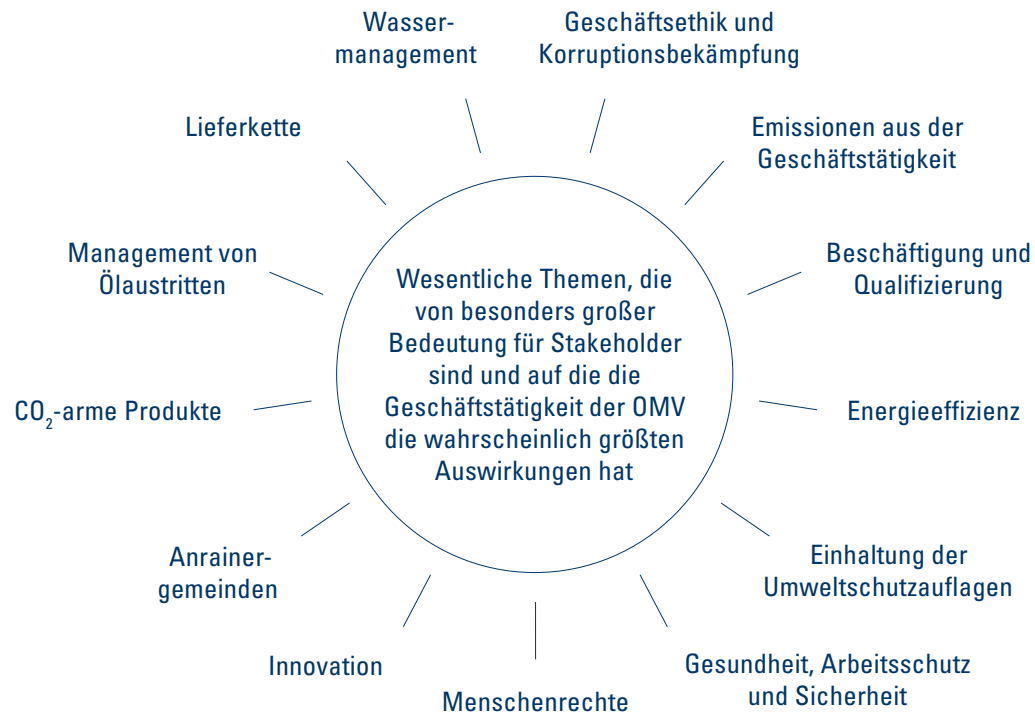 Wasser-
management
Geschäftsethik und
Korruptionsbekämpfung
Emissionen aus der
Geschäftstätigkeit
Beschäftigung und
Qualifizierung
Energieeffizienz
Einhaltung der
Umweltschutzauflagen
Gesundheit, Arbeitsschutz
und Sicherheit
Menschenrechte
Innovation
Anrainer-
gemeinden
CO₂-arme Produkte
Management von
Ölaustritten
Lieferkette
Wesentliche Themen, die
von besonders großer
Bedeutung für Stakeholder
sind und auf die die
Geschäftstätigkeit der OMV
die wahrscheinlich größten
Auswirkungen hat